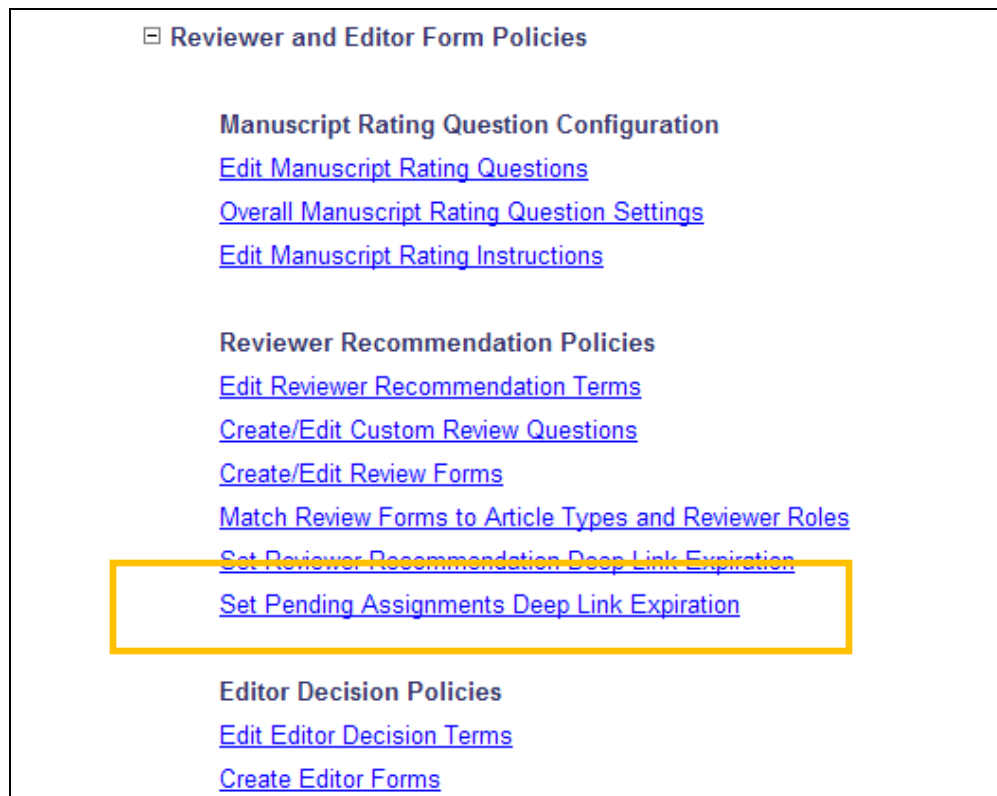 Reviewer and Editor Form Policies
Manuscript Rating Question Configuration
Edit Manuscript Rating Questions
Overall Manuscript Rating Question Settings
Edit Manuscript Rating Instructions
Reviewer Recommendation Policies
Edit Reviewer Recommendation Terms
Create/Edit Custom Review Questions
Create/Edit Review Forms
Match Review Forms to Article Types and Reviewer Roles
Set Reviewer Recommendation Deep Link Expiration
Set Pending Assignments Deep Link Expiration
Editor Decision Policies
Edit Editor Decision Terms
Create Editor Forms